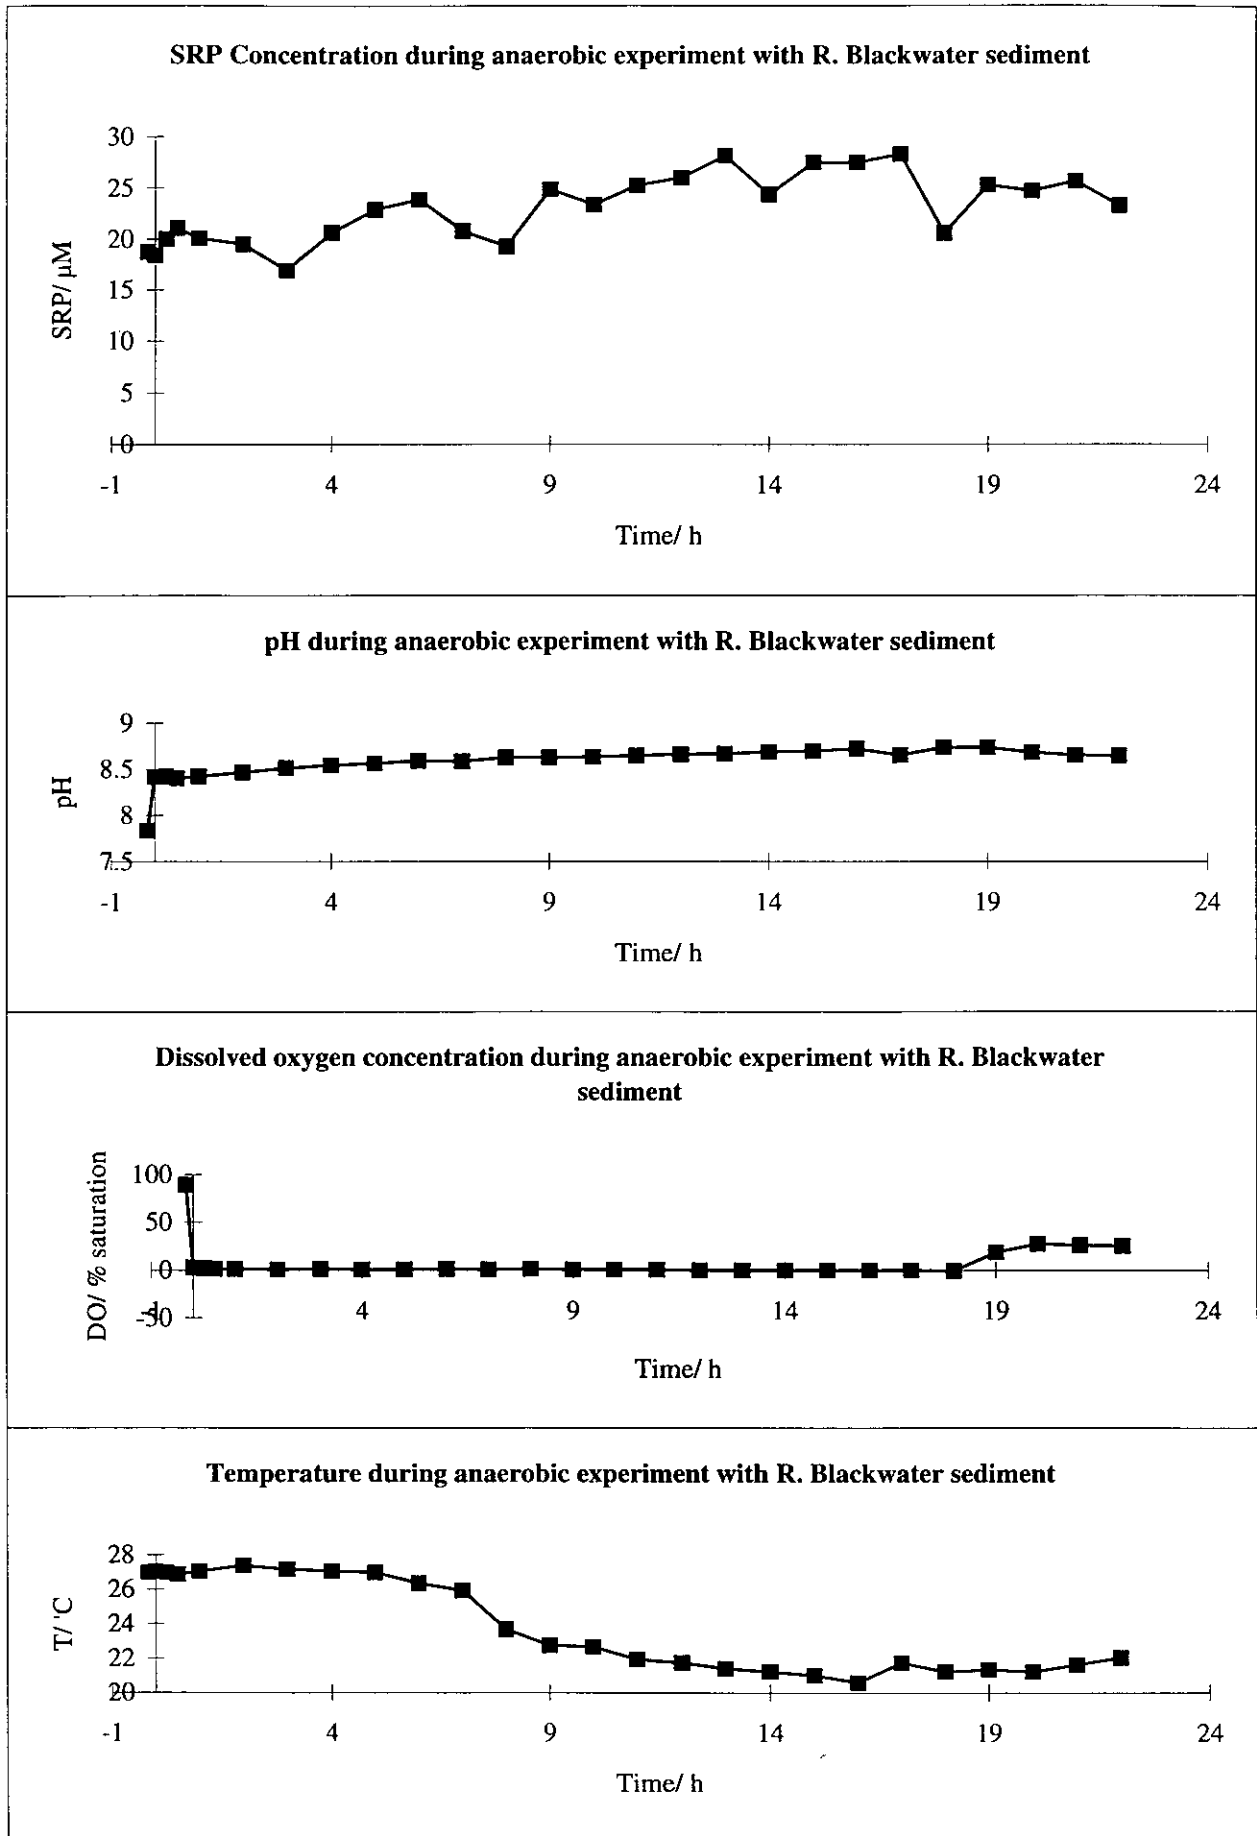 SRP Concentration during anaerobic experiment with R. Blackwater sediment
30
25
20
15
10
5
0
SRP/ µM
-1 4 9 14 19 24
Time/ h
pH during anaerobic experiment with R. Blackwater sediment
9
8.5
8
7.5
pH
-1 4 9 14 19 24
Time/ h
Dissolved oxygen concentration during anaerobic experiment with R. Blackwater
sediment
100
50
0
-50
DO/ % saturation
-1 4 9 14 19 24
Time/ h
Temperature during anaerobic experiment with R. Blackwater sediment
28
26
24
22
20
T/ 'C
-1 4 9 14 19 24
Time/ h